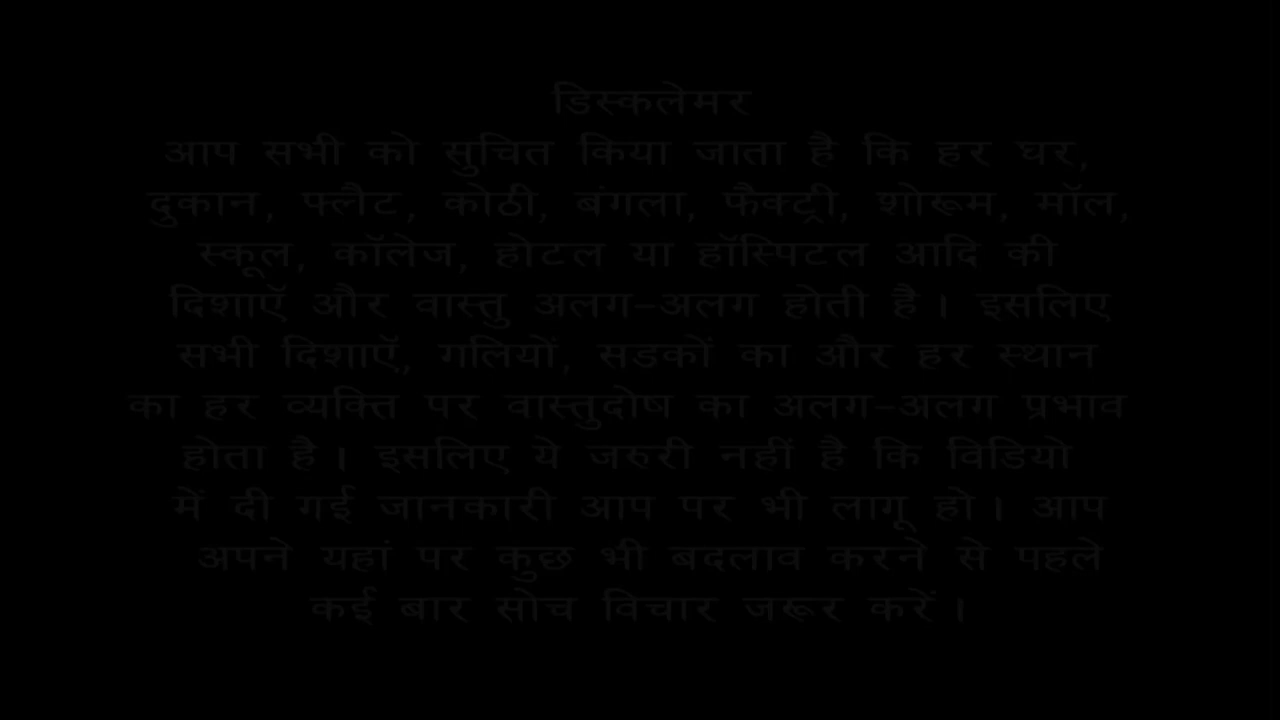 डिस्कलेमर
आप सभी को सुचित किया जाता है कि हर घर,
दुकान, फ्लैट, कोठी, बंगला, फैक्ट्री, शोरूम, मॉल,
स्कूल, कॉलेज, होटल या हॉस्पिटल आदि की
दिशाएॅ और वास्तु अलग–अलग होती है। इसलिए
सभी दिशाएॅ, गलियों, सडकों का और हर स्थान
का हर व्यक्ति पर वास्तुदोष का अलग–अलग प्रभाव
होता है। इसलिए ये जरुरी नहीं है कि विडियो
में दी गई जानकारी आप पर भी लागू हो। आप
अपने यहां पर कुछ भी बदलाव करने से पहले
कई बार सोच विचार जरूर करें।